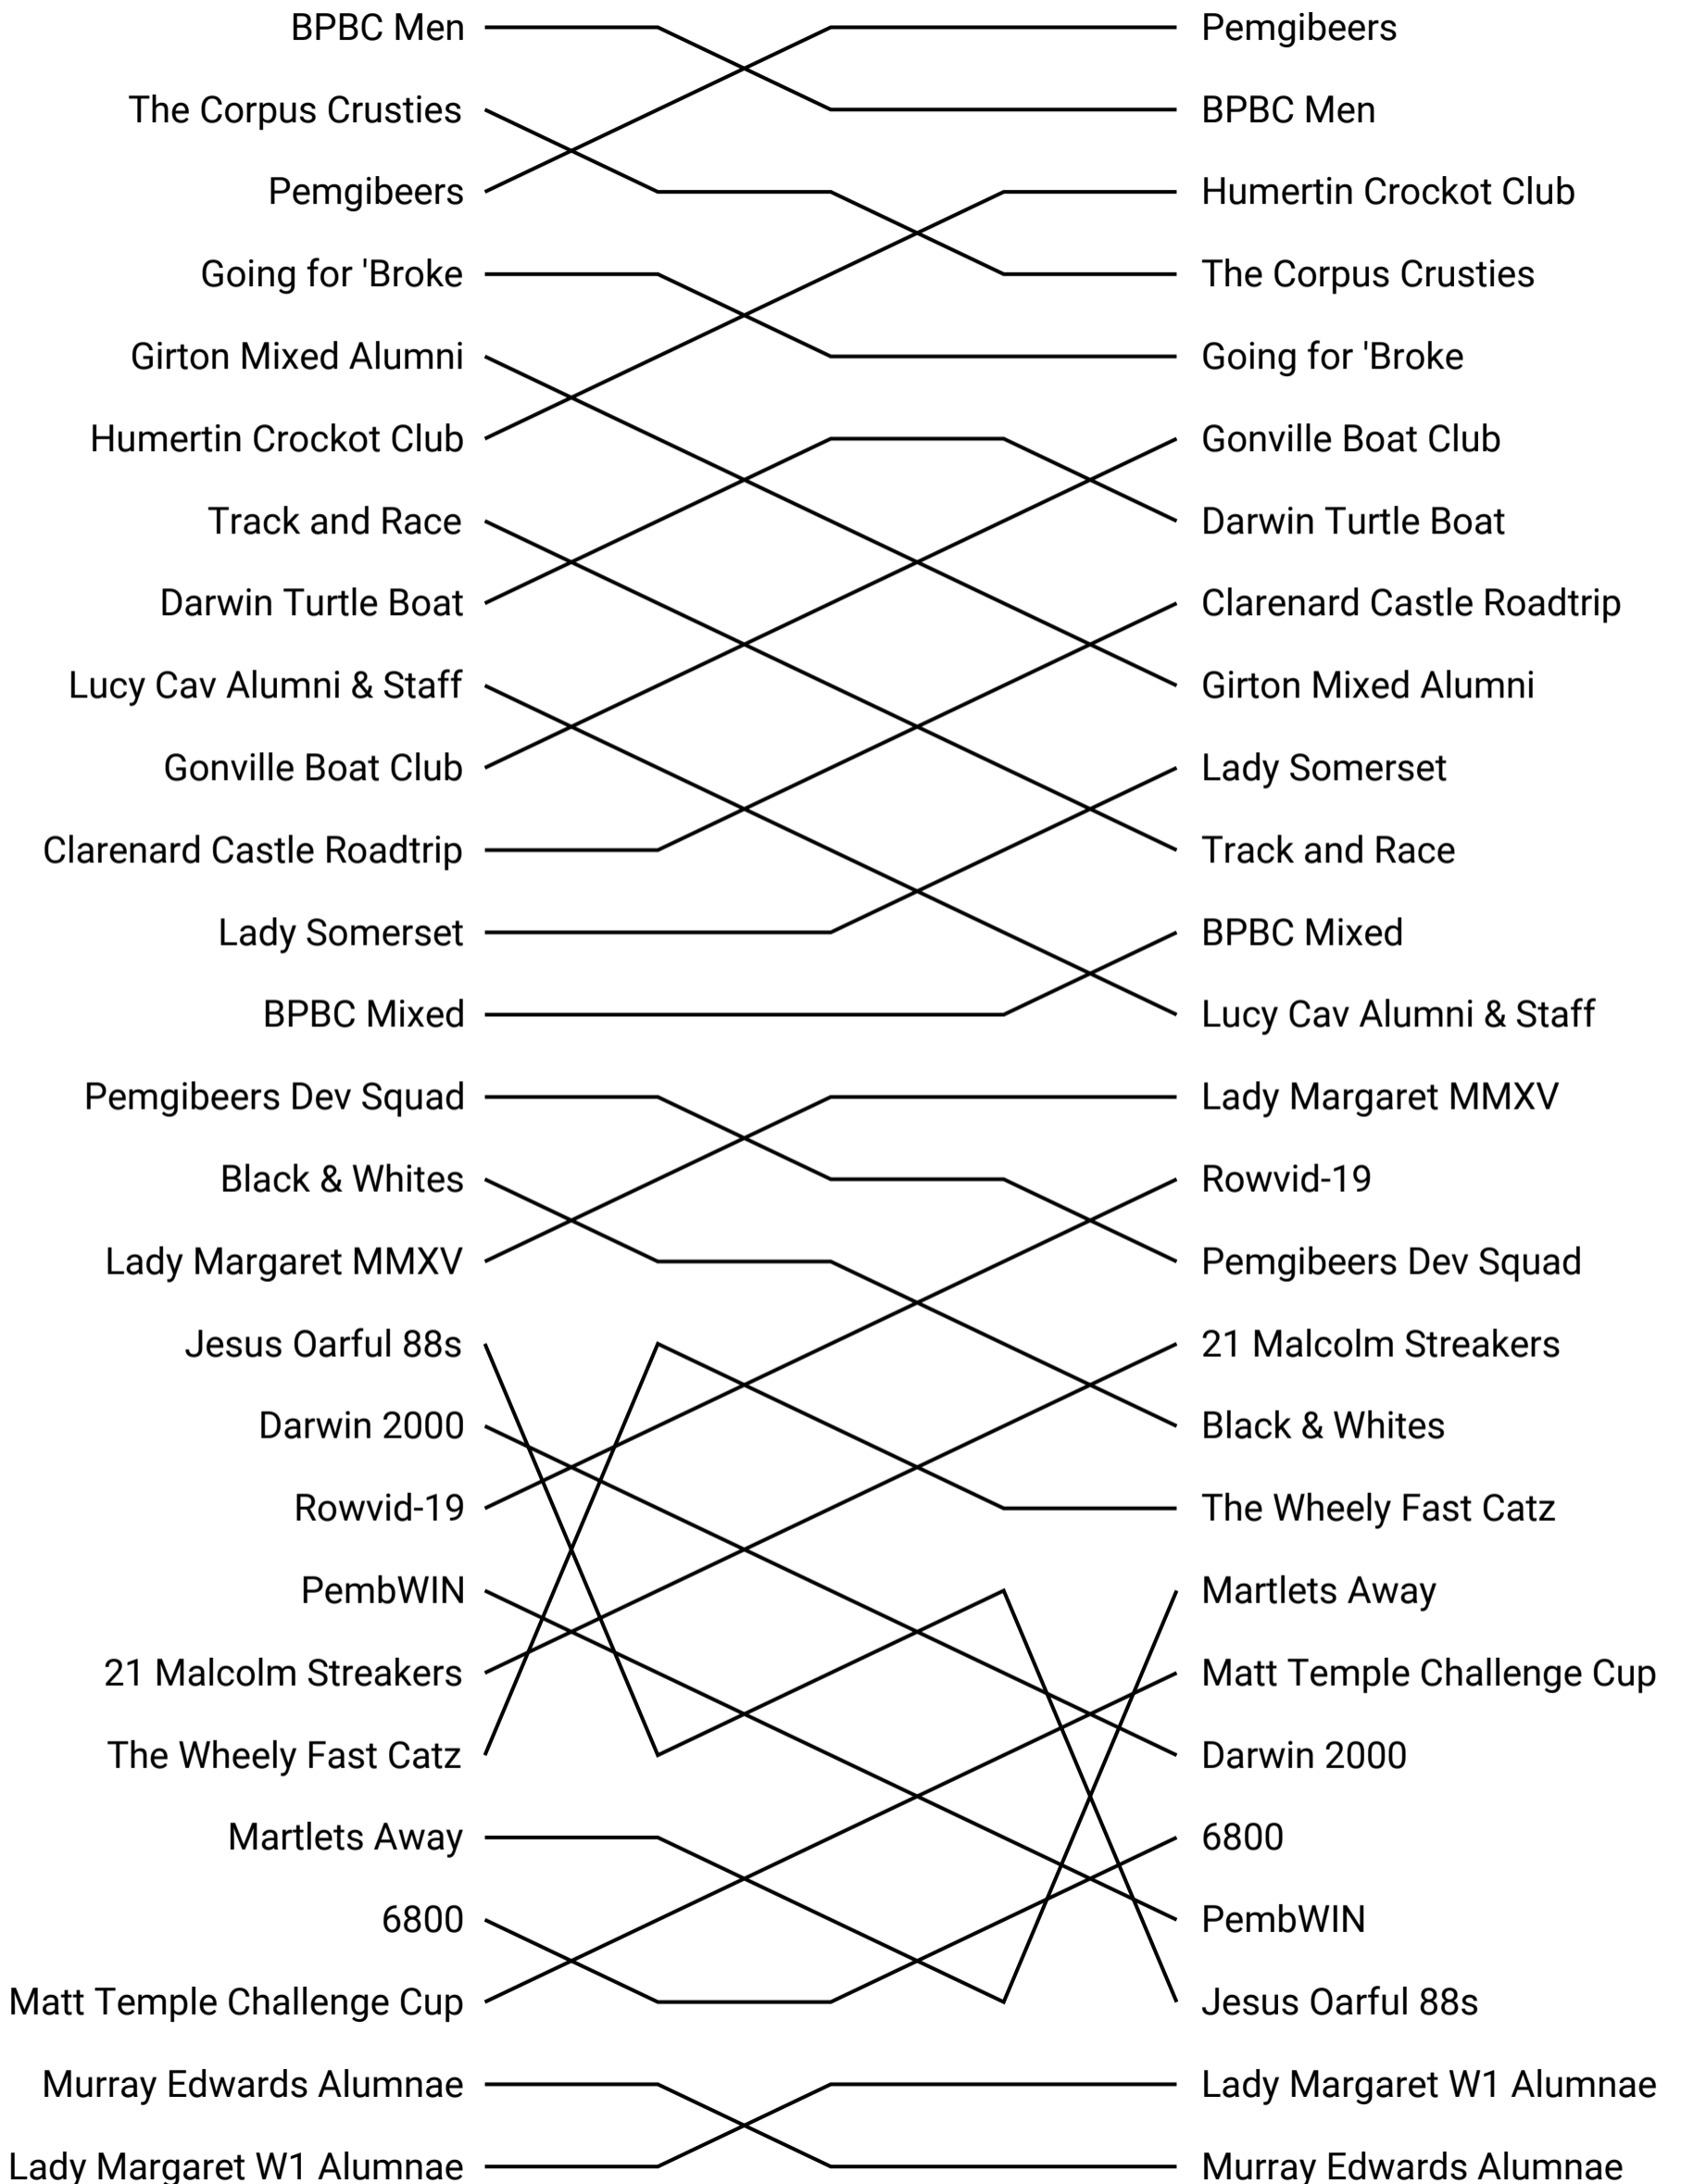 BPBC Men
Pemgibeers
The Corpus Crusties
BPBC Men
Pemgibeers
Humertin Crockot Club
Going for 'Broke
The Corpus Crusties
Girton Mixed Alumni
Going for 'Broke
Humertin Crockot Club
Gonville Boat Club
Track and Race
Darwin Turtle Boat
Darwin Turtle Boat
Clarenard Castle Roadtrip
Lucy Cav Alumni & Staff
Girton Mixed Alumni
Gonville Boat Club
Lady Somerset
Clarenard Castle Roadtrip
Track and Race
Lady Somerset
BPBC Mixed
BPBC Mixed
Lucy Cav Alumni & Staff
Pemgibeers Dev Squad
Lady Margaret MMXV
Black & Whites
Rowvid-19
Lady Margaret MMXV
Pemgibeers Dev Squad
Jesus Oarful 88s
21 Malcolm Streakers
Darwin 2000
Black & Whites
Rowvid-19
The Wheely Fast Catz
PembWIN
Martlets Away
21 Malcolm Streakers
Matt Temple Challenge Cup
The Wheely Fast Catz
Darwin 2000
Martlets Away
6800
6800
PembWIN
Matt Temple Challenge Cup
Jesus Oarful 88s
Murray Edwards Alumnae
Lady Margaret W1 Alumnae
Lady Margaret W1 Alumnae
Murray Edwards Alumnae